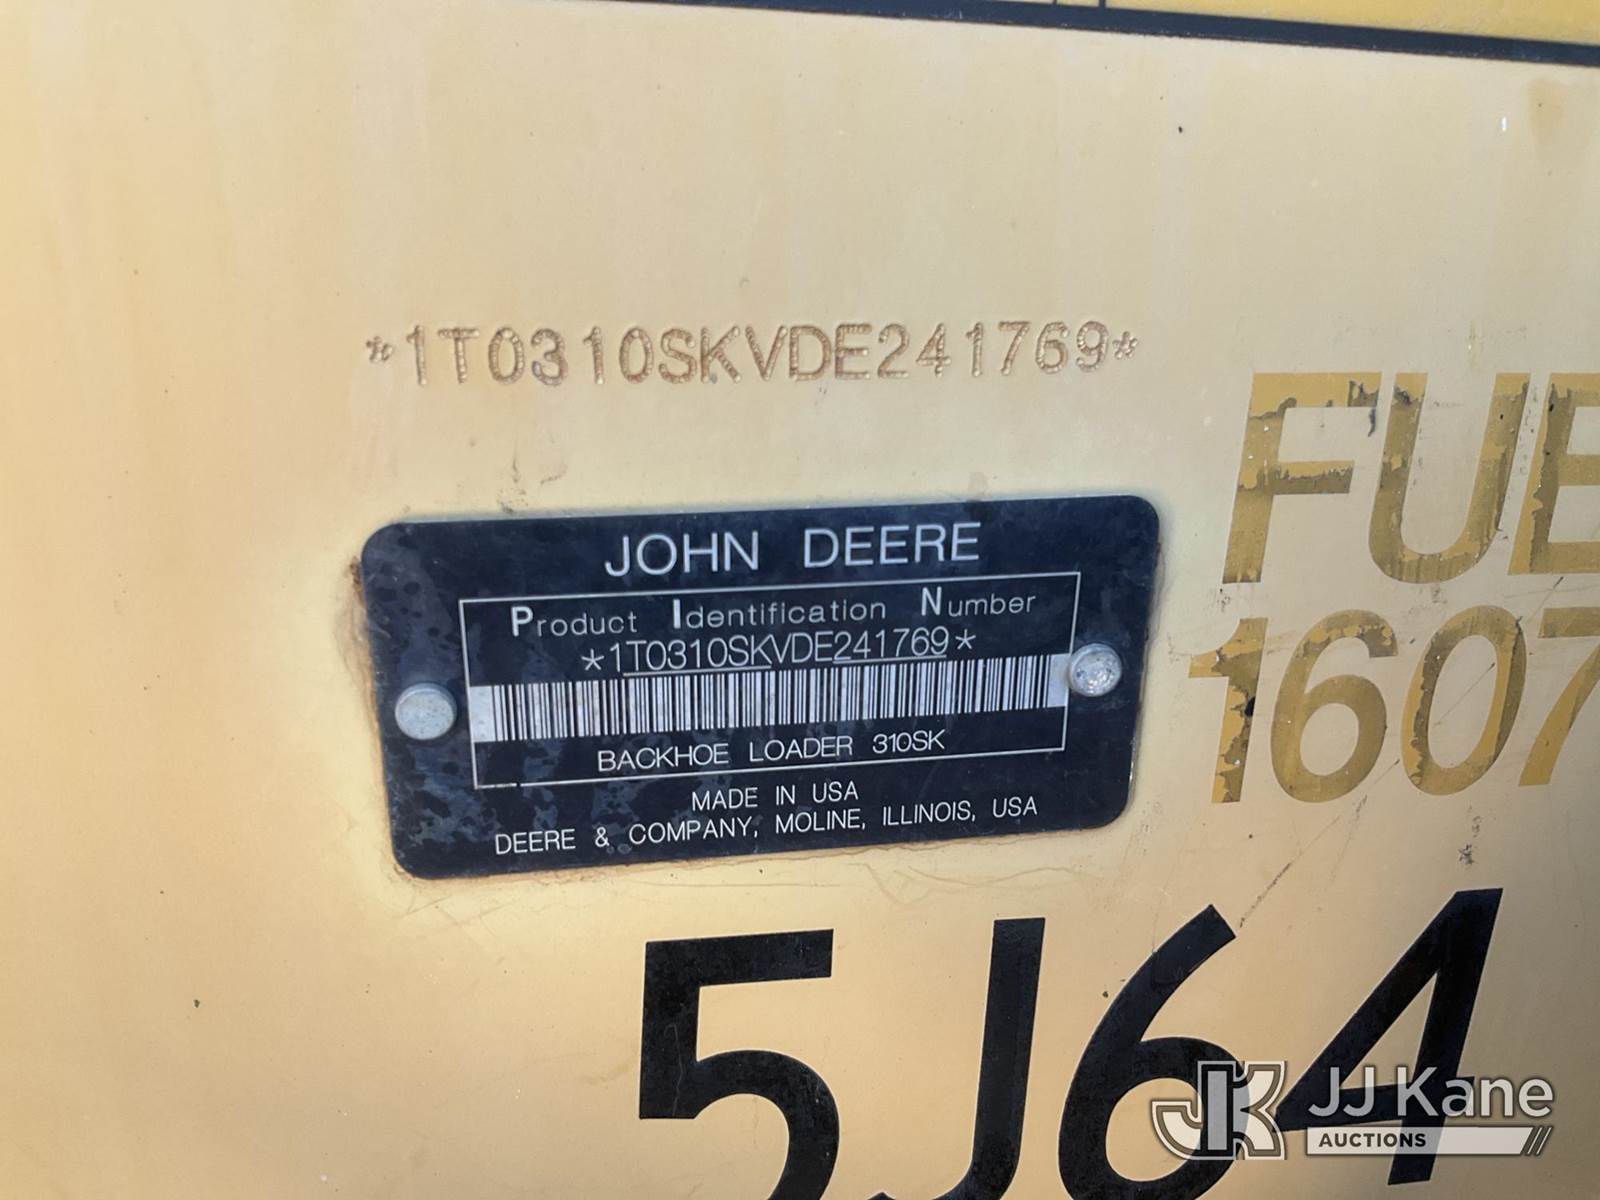 *1T0310SKVDE241769*
JOHN DEERE
Product Identification Number
*1T0310SKVDE241769*
BACKHOE LOADER 310SK
MADE IN USA
DEERE & COMPANY, MOLINE, ILLINOIS, USA
FUE
1607
5J64
JK JJ Kane
AUCTIONS